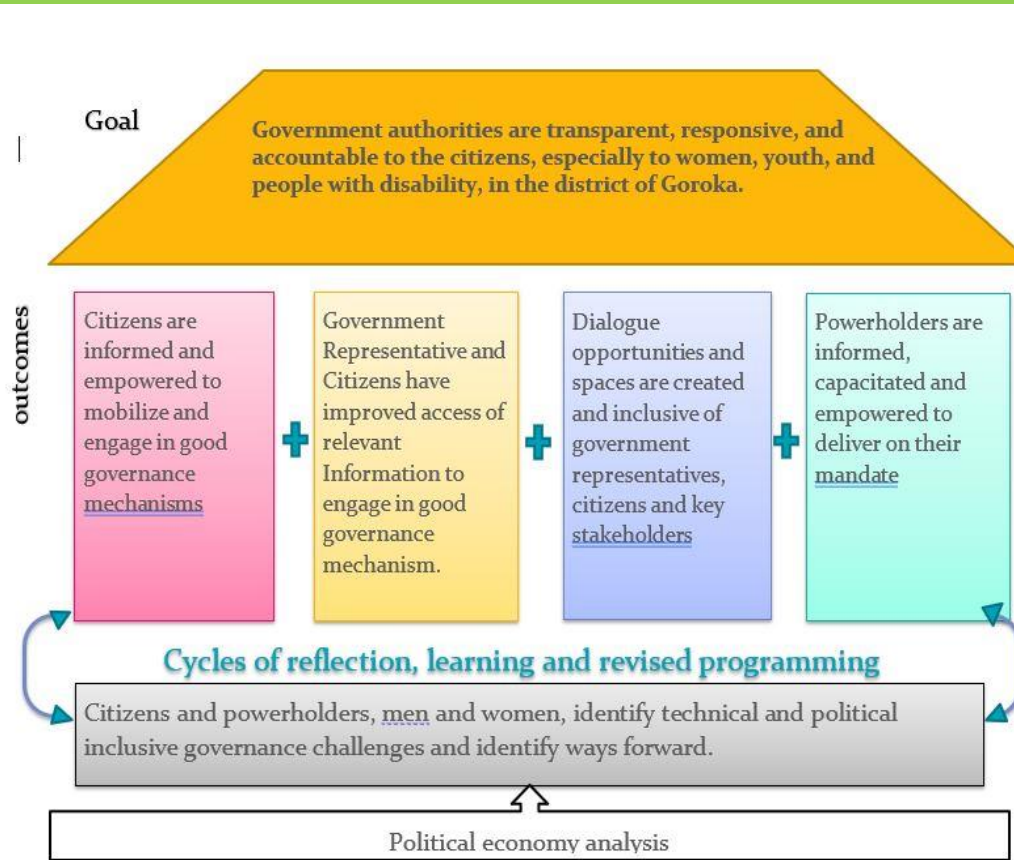 Goal
Government authorities are transparent, responsive, and
accountable to the citizens, especially to women, youth, and
people with disability, in the district of Goroka.
outcomes
Citizens are
informed and
empowered to
mobilize and
engage in good
governance
mechanisms
Government
Representative and
Citizens have
improved access of
relevant
Information to
engage in good
governance
mechanism.
Dialogue
opportunities and
spaces are created
and inclusive of
government
representatives,
citizens and key
stakeholders
Powerholders are
informed,
capacitated and
empowered to
deliver on their
mandate
Cycles of reflection, learning and revised programming
Citizens and powerholders, men and women, identify technical and political
inclusive governance challenges and identify ways forward.
Political economy analysis